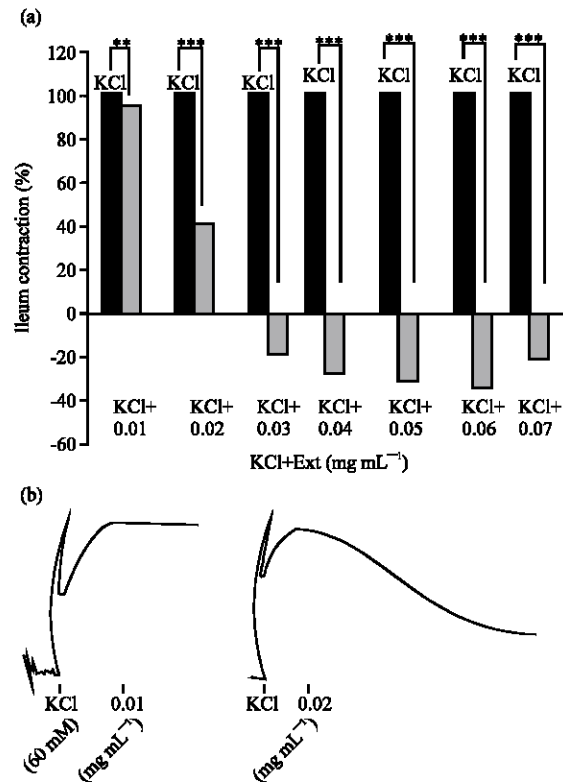 (a)
** *** *** *** *** *** ***
KCl KCl KCl KCl KCl KCl KCl
120
100
80
60
40
20
0
-20
-40
-60
Ileum contraction (%)
KCl+ KCl+ KCl+ KCl+ KCl+ KCl+ KCl+
0.01 0.02 0.03 0.04 0.05 0.06 0.07
KCl+Ext (mg mL⁻¹)
(b)
KCl 0.01 KCl 0.02
(60 mM) (mg mL⁻¹) (mg mL⁻¹)